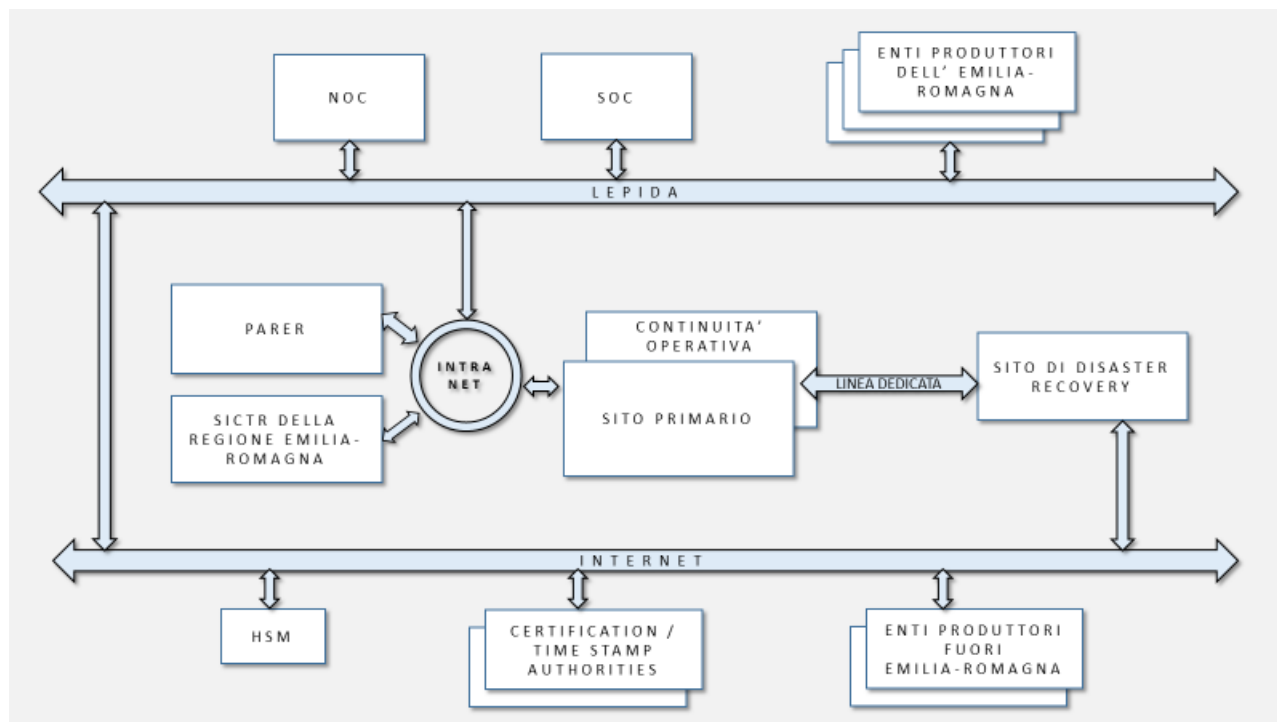 NOC
SOC
ENTI PRODUTTORI
DELL’ EMILIA-
ROMAGNA
LEPIDA
PARER
SICTR DELLA
REGIONE EMILIA-
ROMAGNA
INTRA
NET
CONTINUITA’
OPERATIVA
SITO PRIMARIO
LINEA DEDICATA
SITO DI DISASTER
RECOVERY
INTERNET
HSM
CERTIFICATION /
TIME STAMP
AUTHORITIES
ENTI PRODUTTORI
FUORI
EMILIA-ROMAGNA